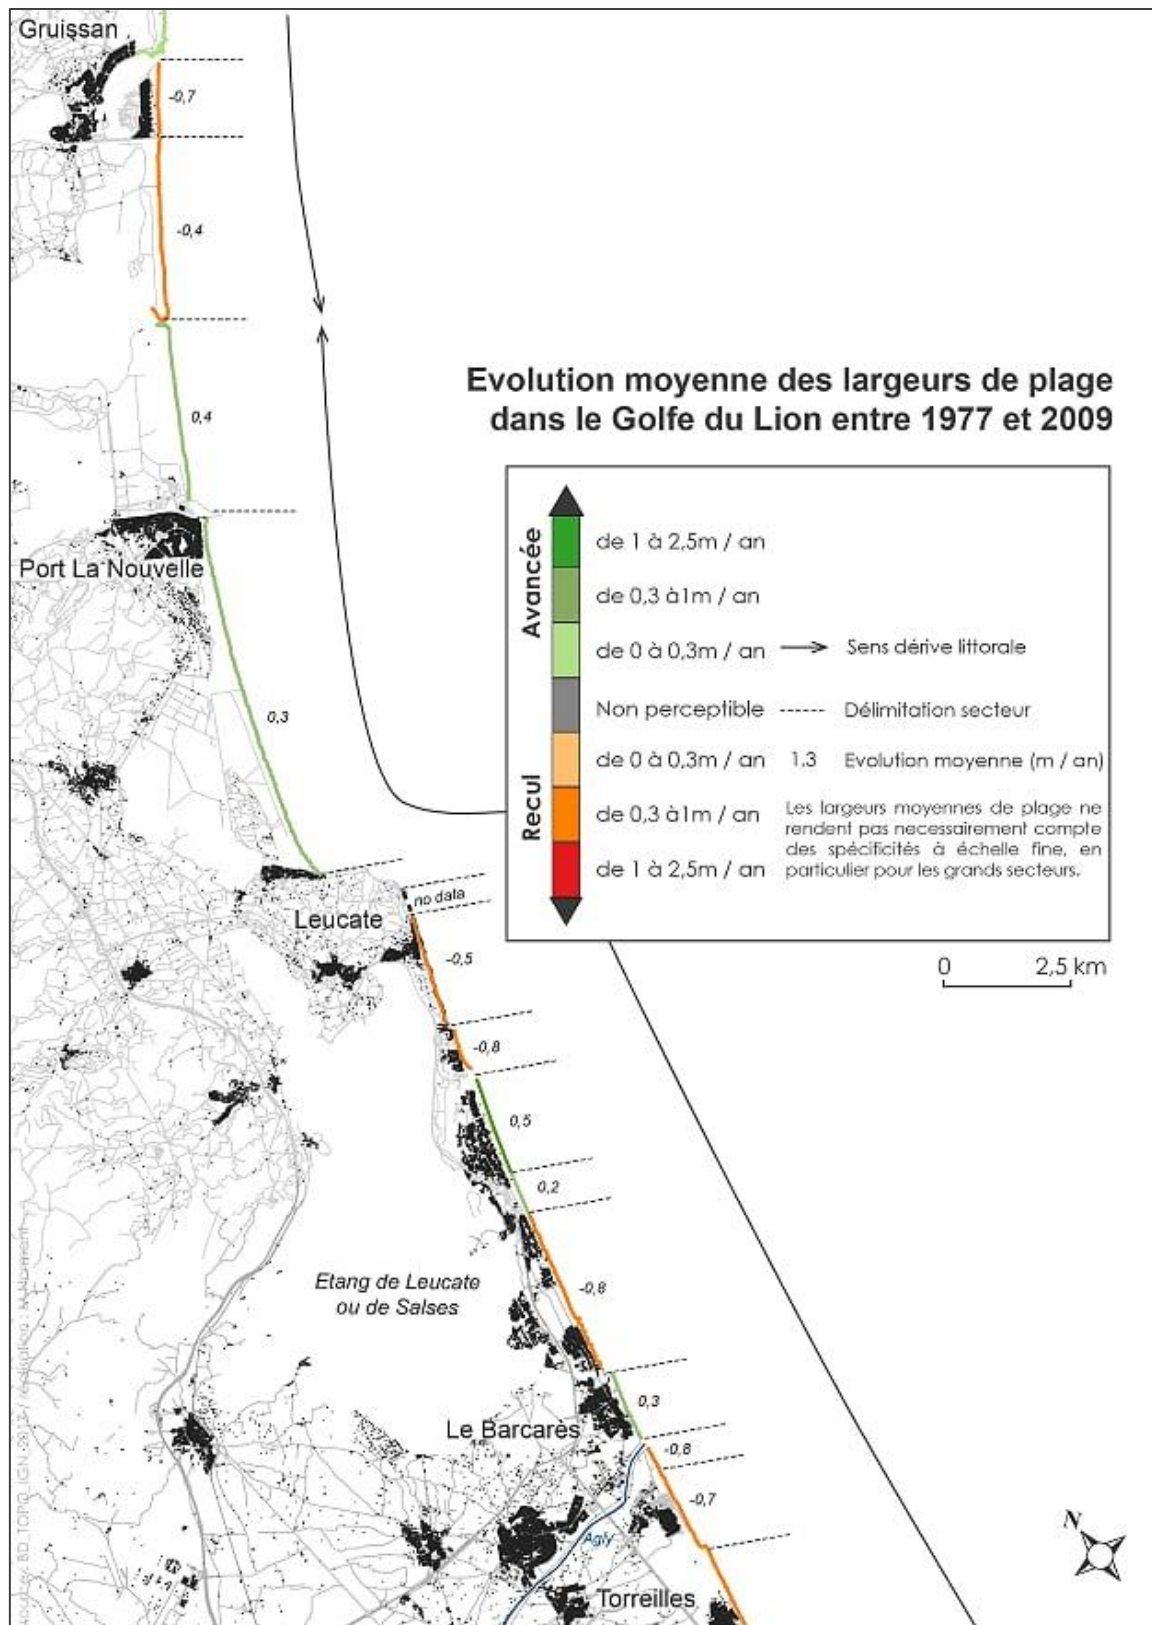 Gruissan
-0,7
-0,4
0,4
Evolution moyenne des largeurs de plage
dans le Golfe du Lion entre 1977 et 2009
Avancée
Recul
de 1 à 2,5m / an
de 0,3 à1m / an
de 0 à 0,3m / an
Non perceptible
de 0 à 0,3m / an
de 0,3 à1m / an
de 1 à 2,5m / an
Sens dérive littorale
Délimitation secteur
1.3 Evolution moyenne (m / an)
Les largeurs moyennes de plage ne
rendent pas necessairement compte
des spécificités à échelle fine, en
particulier pour les grands secteurs.
Port La Nouvelle
0,3
no data
Leucate
-0,5
0 2,5 km
-0,8
0,5
0,2
Etang de Leucate
ou de Salses
-0,8
0,3
Le Barcarès
-0,8
-0,7
N
Agly
Torreilles